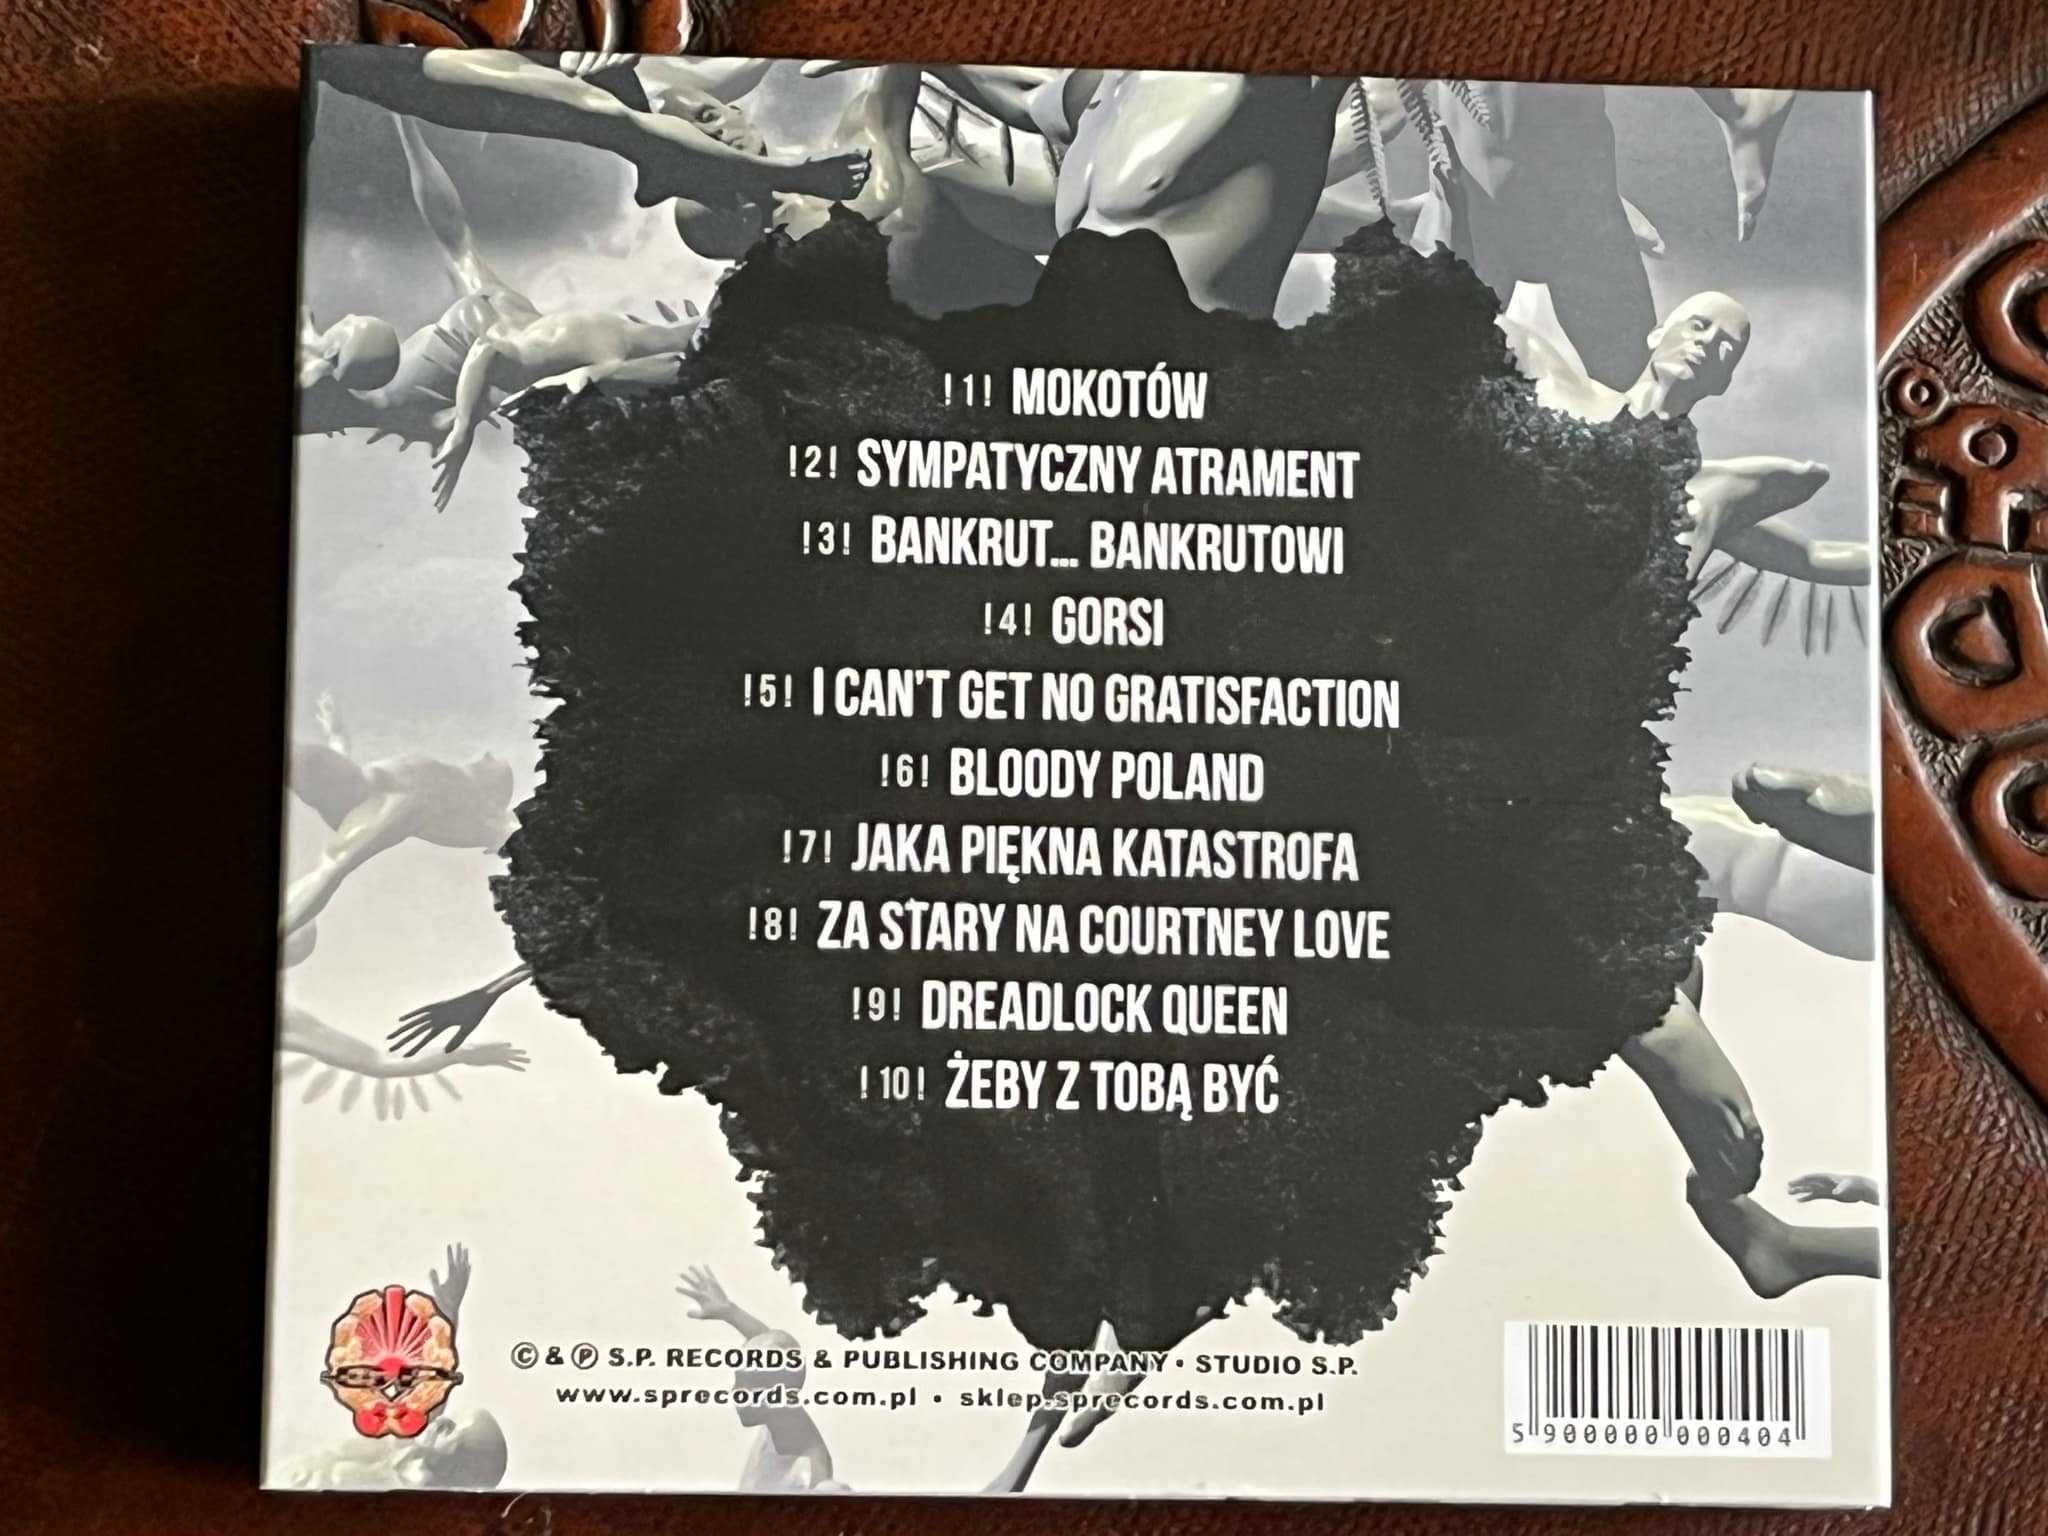 !1! MOKOTÓW
!2! SYMPATYCZNY ATRAMENT
!3! BANKRUT... BANKRUTOWI
!4! GORSI
!5! I CAN'T GET NO GRATISFACTION
!6! BLOODY POLAND
!7! JAKA PIĘKNA KATASTROFA
!8! ZA STARY NA COURTNEY LOVE
!9! DREADLOCK QUEEN
!10! ŻEBY Z TOBĄ BYĆ
© & ℗ S.P. RECORDS & PUBLISHING COMPANY • STUDIO S.P.
www.sprecords.com.pl • sklep.sprecords.com.pl
5 900000 000404